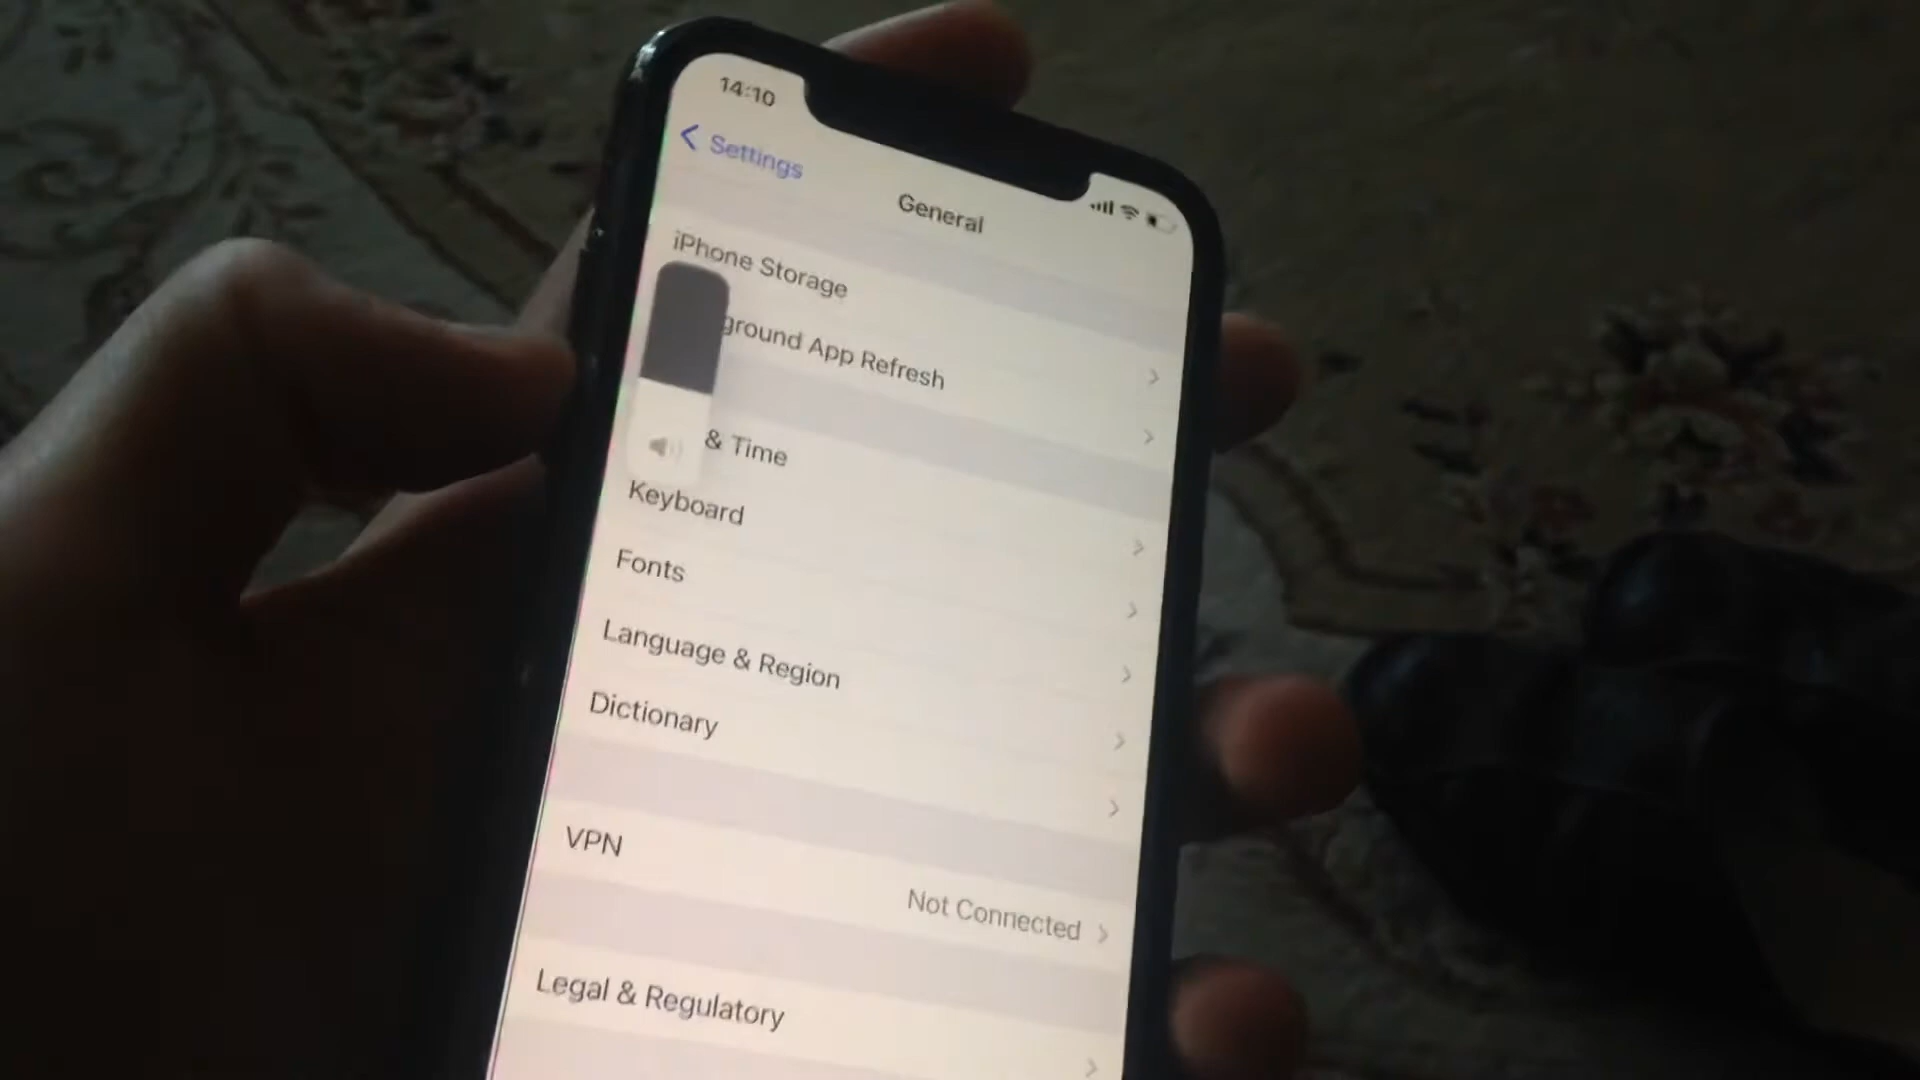 14:10
Settings
General
iPhone Storage
ground App Refresh
& Time
Keyboard
Fonts
Language & Region
Dictionary
VPN
Not Connected
Legal & Regulatory